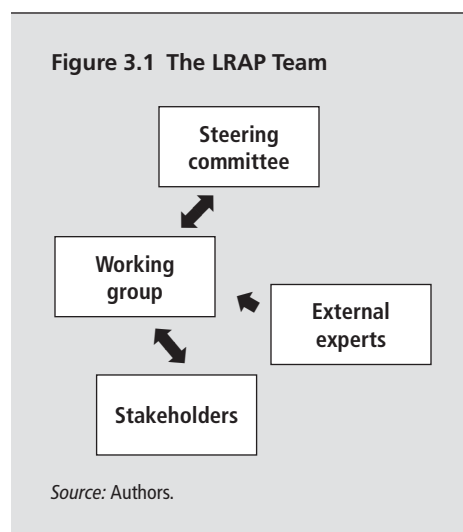 Figure 3.1 The LRAP Team
Steering
committee
Working
group
External
experts
Stakeholders
Source: Authors.